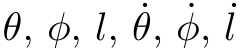 θ, ϕ, l, θ̇, ϕ̇, l̇